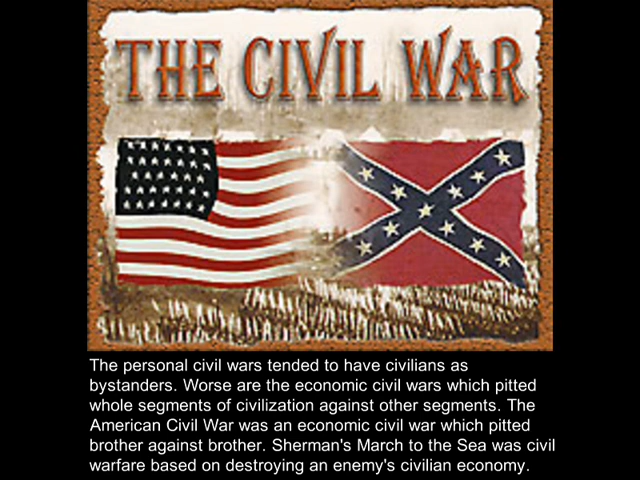 THE CIVIL WAR
The personal civil wars tended to have civilians as
bystanders. Worse are the economic civil wars which pitted
whole segments of civilization against other segments. The
American Civil War was an economic civil war which pitted
brother against brother. Sherman's March to the Sea was civil
warfare based on destroying an enemy's civilian economy.